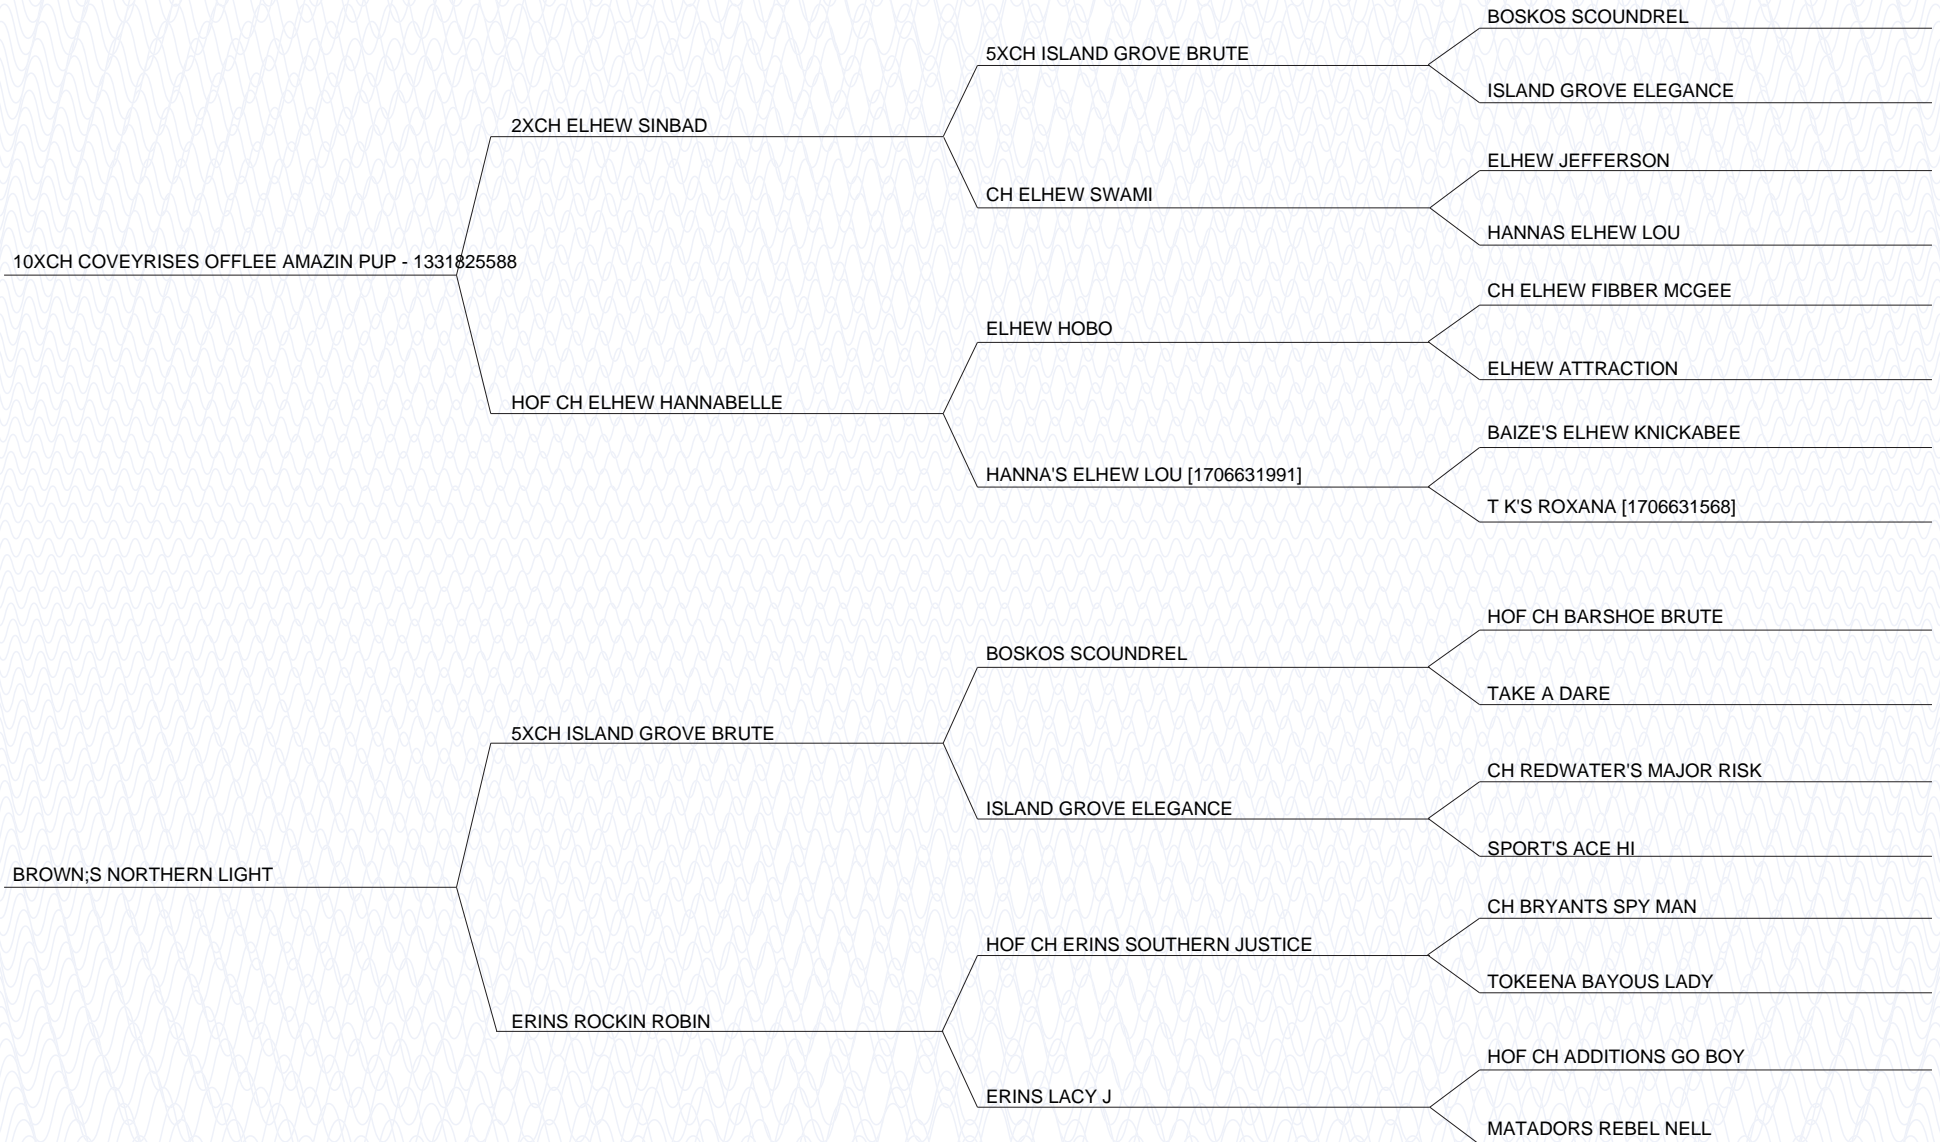 BOSKOS SCOUNDREL
5XCH ISLAND GROVE BRUTE
ISLAND GROVE ELEGANCE
2XCH ELHEW SINBAD
ELHEW JEFFERSON
CH ELHEW SWAMI
HANNAS ELHEW LOU
10XCH COVEYRISES OFFLEE AMAZIN PUP - 1331825588
CH ELHEW FIBBER MCGEE
ELHEW HOBO
ELHEW ATTRACTION
HOF CH ELHEW HANNABELLE
BAIZE'S ELHEW KNICKABEE
HANNA'S ELHEW LOU [1706631991]
T K'S ROXANA [1706631568]
HOF CH BARSHOE BRUTE
BOSKOS SCOUNDREL
TAKE A DARE
5XCH ISLAND GROVE BRUTE
CH REDWATER'S MAJOR RISK
ISLAND GROVE ELEGANCE
SPORT'S ACE HI
BROWN;S NORTHERN LIGHT
CH BRYANTS SPY MAN
HOF CH ERINS SOUTHERN JUSTICE
TOKEENA BAYOUS LADY
ERINS ROCKIN ROBIN
HOF CH ADDITIONS GO BOY
ERINS LACY J
MATADORS REBEL NELL